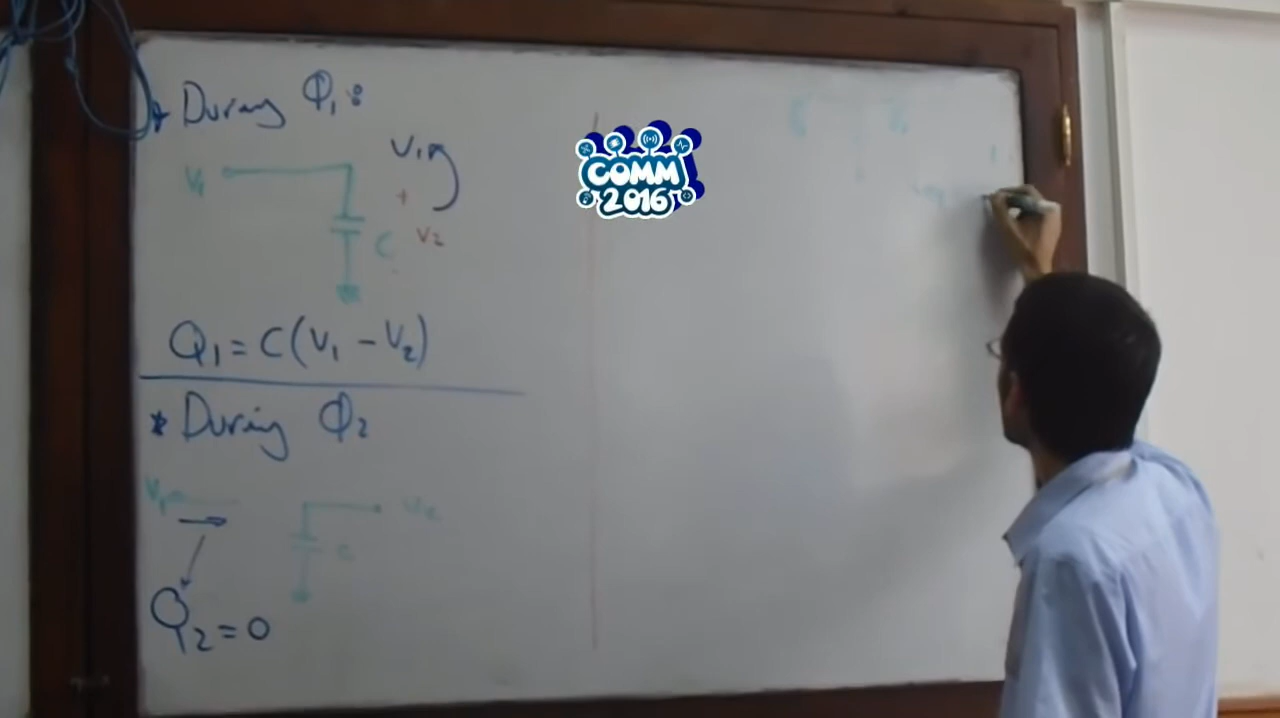 * During Φ₁:
V₁
V₁
+
V₂
C
Q₁ = C(V₁ - V₂)
* During Φ₂
V₁
V₂
C
Q₂ = 0
COMM
2016